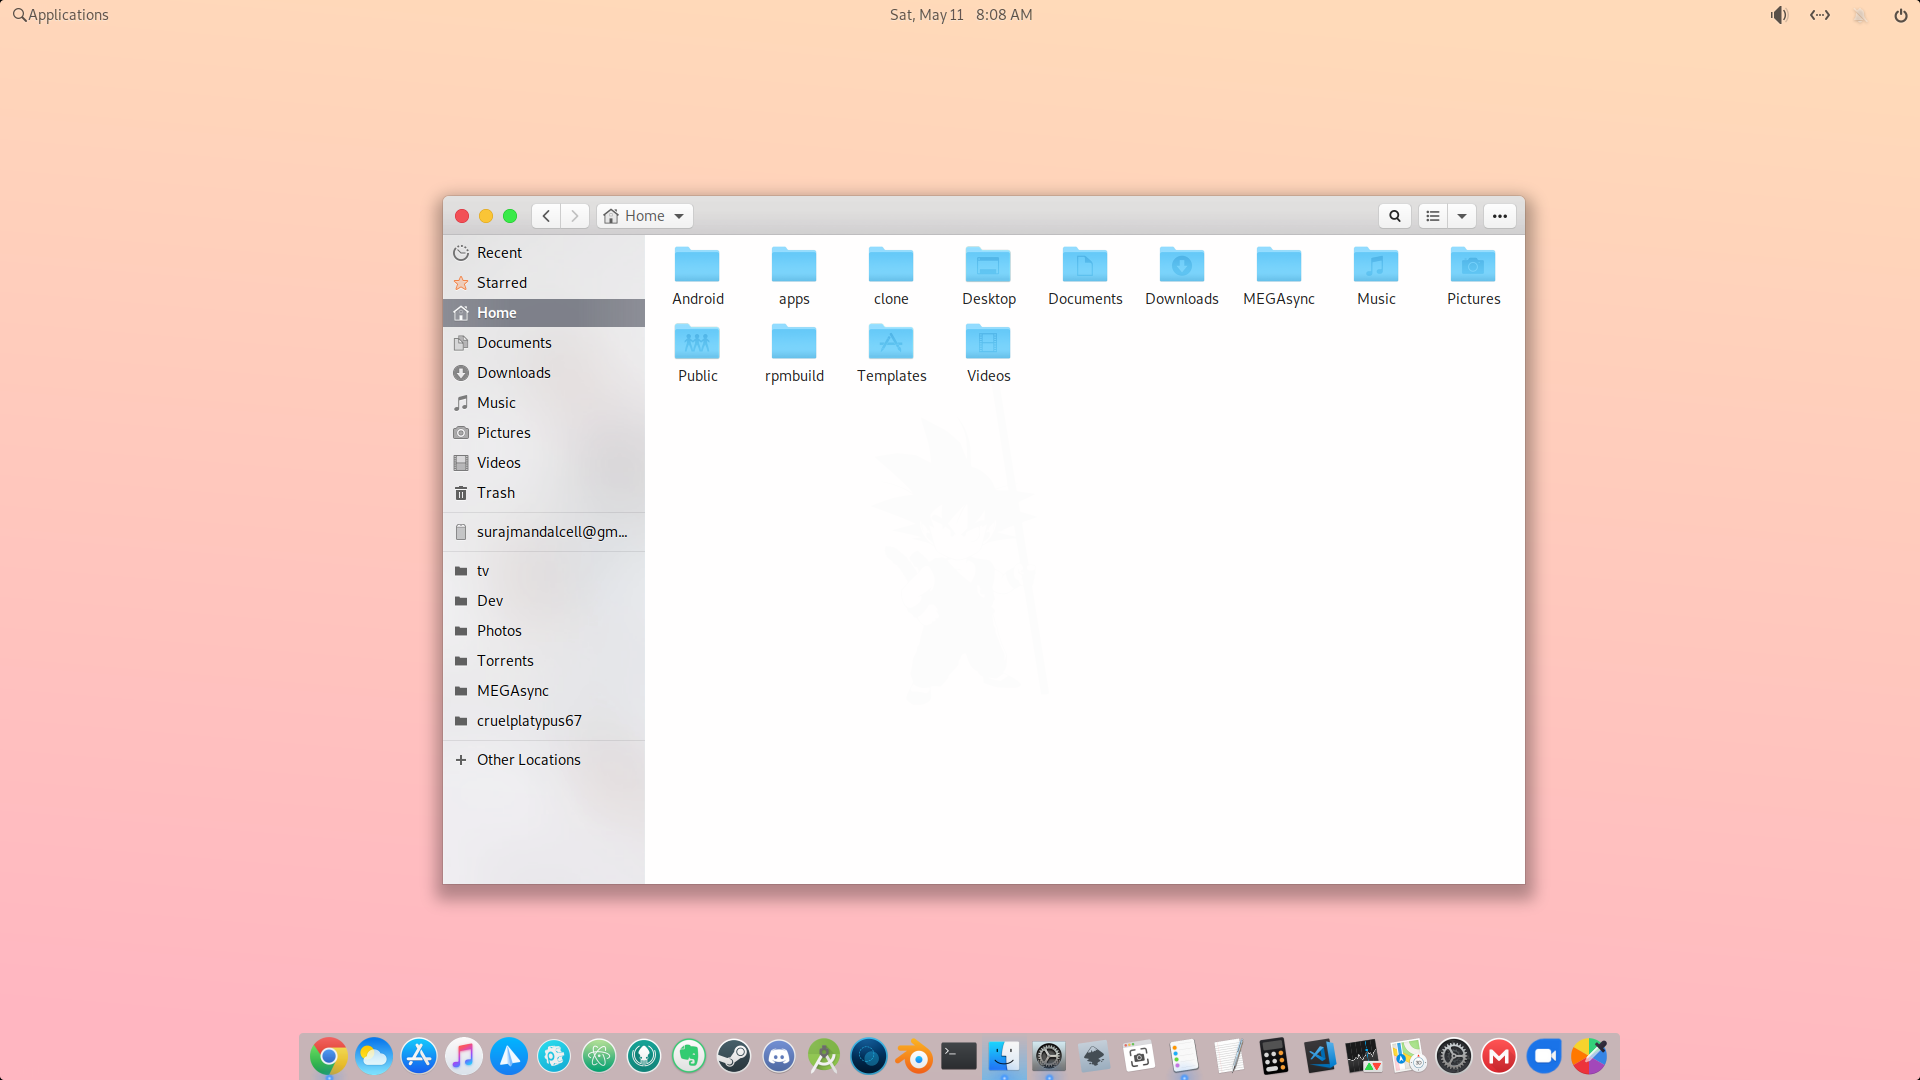 Applications
Sat, May 11 8:08 AM
Home
Recent
Starred
Home
Documents
Downloads
Music
Pictures
Videos
Trash
surajmandalcell@gm...
tv
Dev
Photos
Torrents
MEGAsync
cruelplatypus67
Other Locations
Android apps clone Desktop Documents Downloads MEGAsync Music Pictures
Public rpmbuild Templates Videos